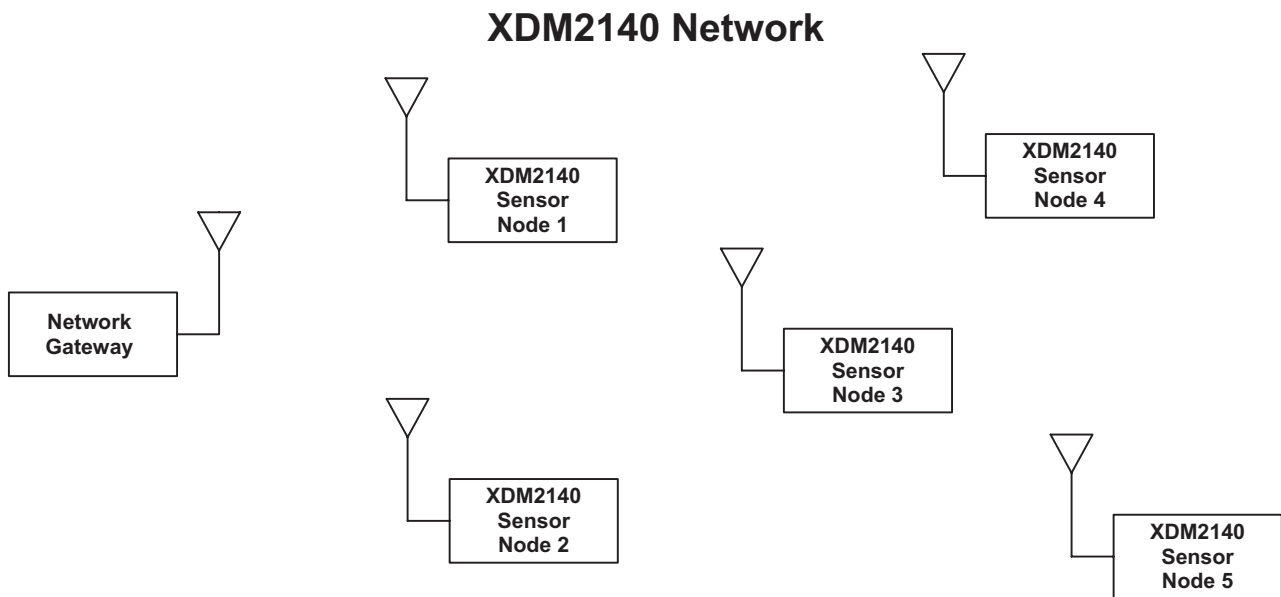 XDM2140 Network
XDM2140
Sensor
Node 1
XDM2140
Sensor
Node 4
Network
Gateway
XDM2140
Sensor
Node 3
XDM2140
Sensor
Node 2
XDM2140
Sensor
Node 5